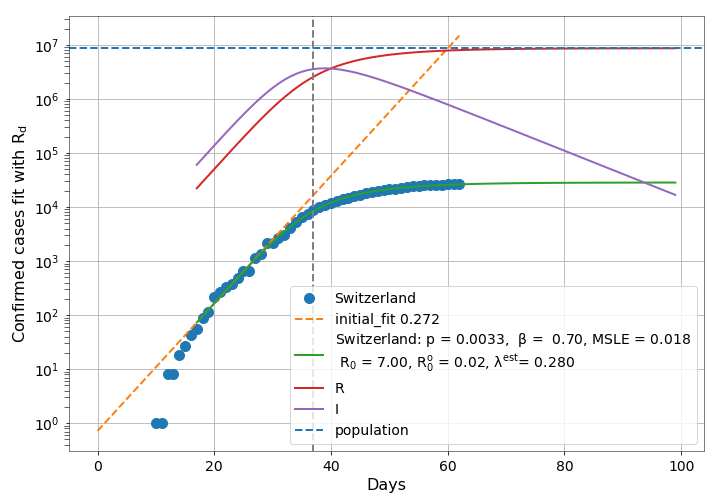 Confirmed cases fit with R_d
10^7
10^6
10^5
10^4
10^3
10^2
10^1
10^0
Switzerland
initial_fit 0.272
Switzerland: p = 0.0033, β = 0.70, MSLE = 0.018
R_0 = 7.00, R_0^o = 0.02, λ^est= 0.280
R
I
population
0 20 40 60 80 100
Days